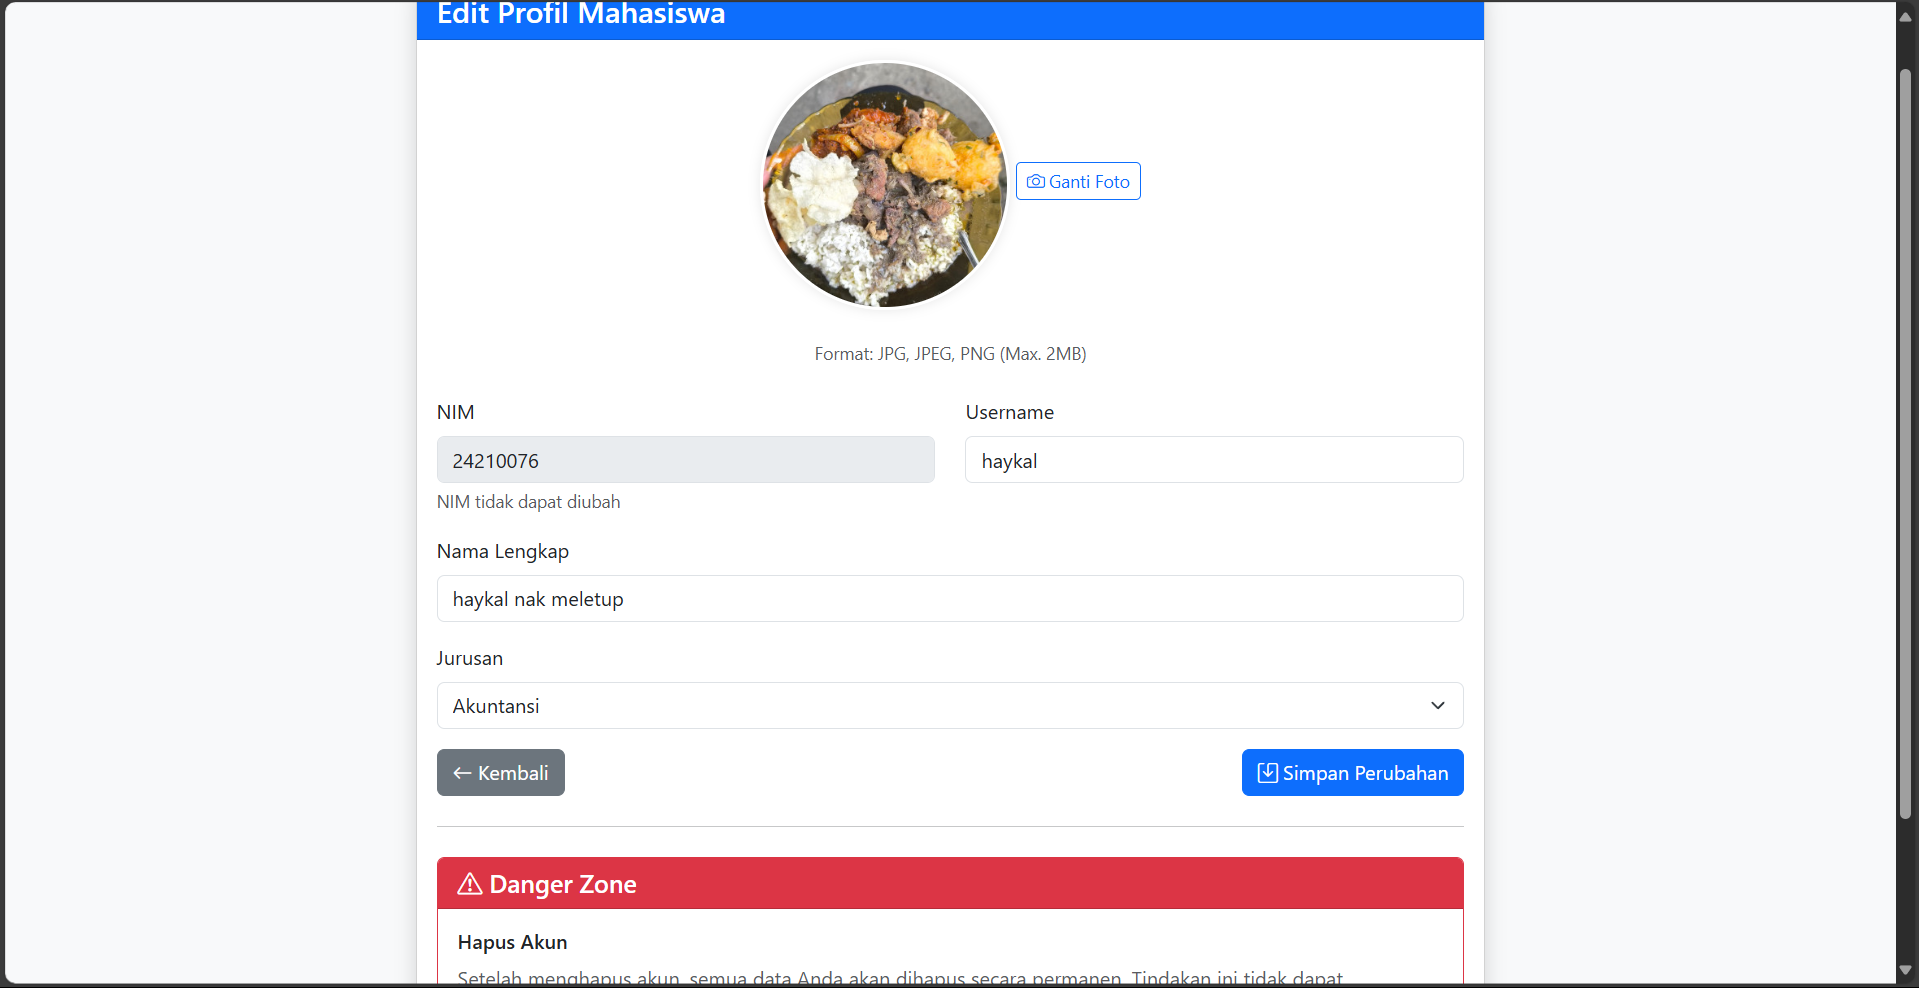 Edit Profil Mahasiswa
Ganti Foto
Format: JPG, JPEG, PNG (Max. 2MB)
NIM
Username
24210076
haykal
NIM tidak dapat diubah
Nama Lengkap
haykal nak meletup
Jurusan
Akuntansi
Kembali
Simpan Perubahan
Danger Zone
Hapus Akun
Setelah menghapus akun, semua data Anda akan dihapus secara permanen. Tindakan ini tidak dapat